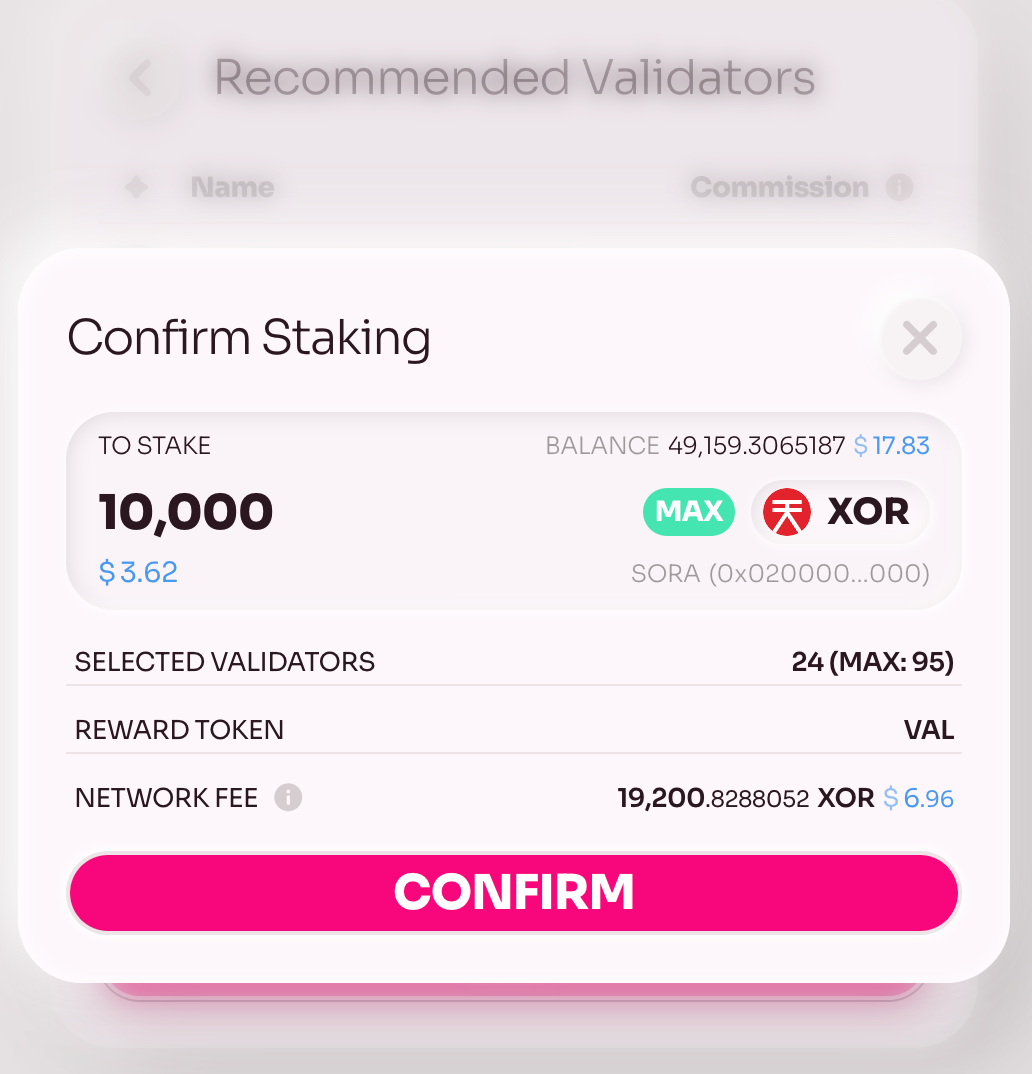 Recommended Validators
Name Commission
Confirm Staking
TO STAKE BALANCE 49,159.3065187 $ 17.83
10,000 MAX XOR
$ 3.62 SORA (0x020000...000)
SELECTED VALIDATORS 24 (MAX: 95)
REWARD TOKEN VAL
NETWORK FEE 19,200.8288052 XOR $ 6.96
CONFIRM